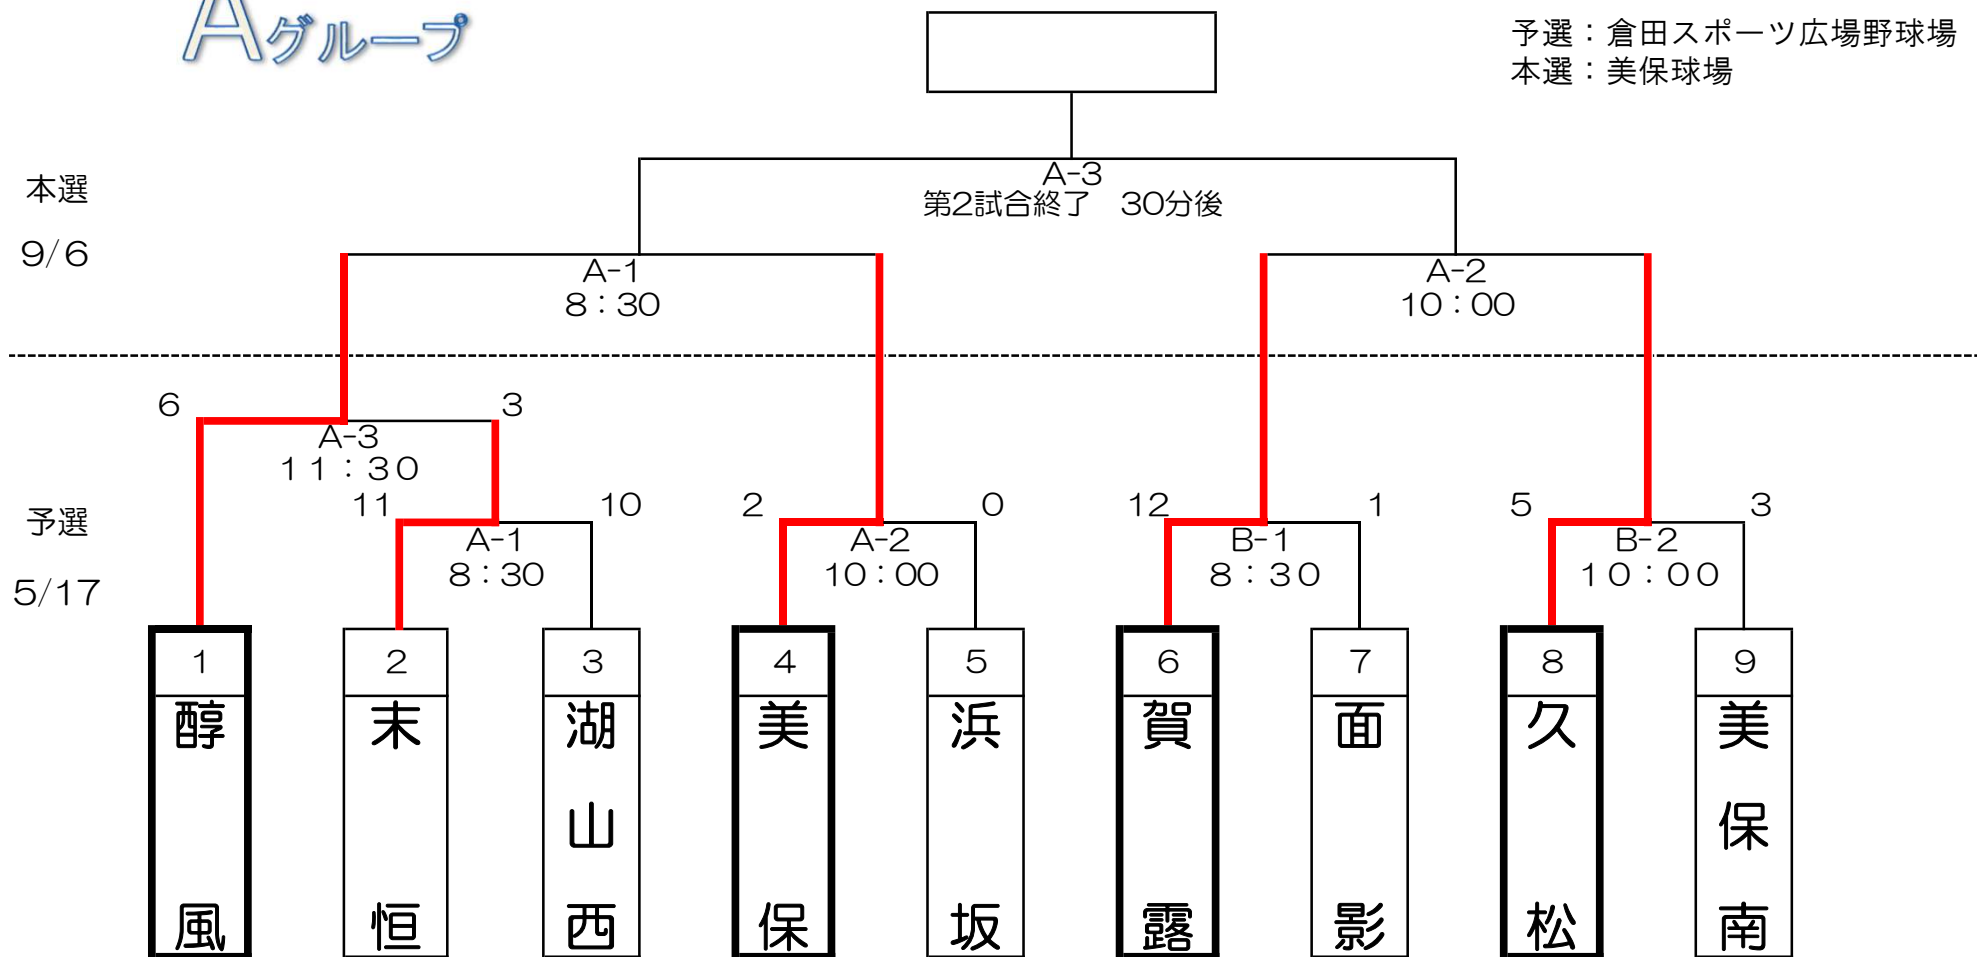 Aグループ
予選：倉田スポーツ広場野球場
本選：美保球場
本選
9/6
A-3
第2試合終了　30分後
A-1
8：30
A-2
10：00
6
3
A-3
11：30
予選
5/17
11
10
A-1
8：30
2
0
A-2
10：00
12
1
B-1
8：30
5
3
B-2
10：00
1
醇風
2
末恒
3
湖山西
4
美保
5
浜坂
6
賀露
7
面影
8
久松
9
美保南